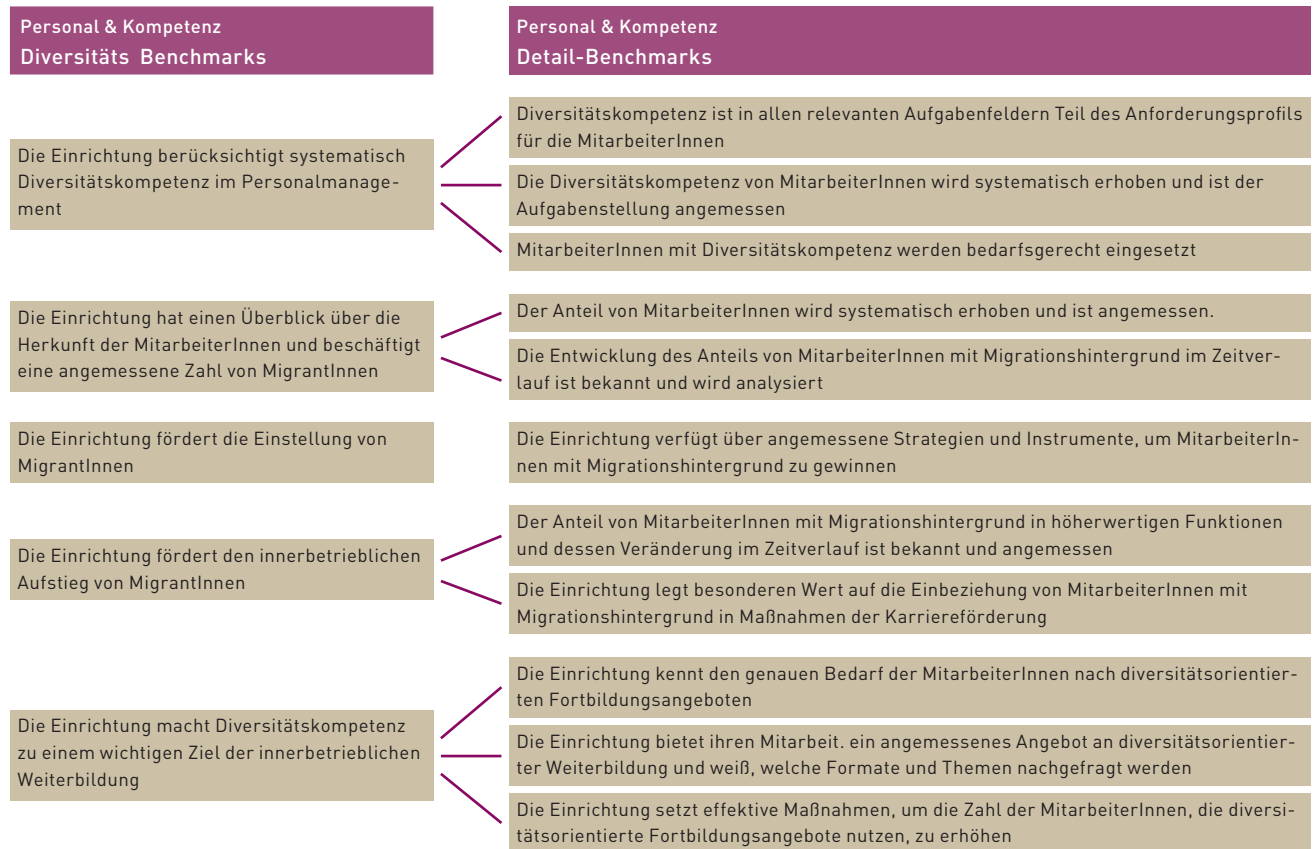 Personal & Kompetenz
Diversitäts Benchmarks
Personal & Kompetenz
Detail-Benchmarks
Die Einrichtung berücksichtigt systematisch
Diversitätskompetenz im Personalmanage-
ment
Diversitätskompetenz ist in allen relevanten Aufgabenfeldern Teil des Anforderungsprofils
für die MitarbeiterInnen
Die Diversitätskompetenz von MitarbeiterInnen wird systematisch erhoben und ist der
Aufgabenstellung angemessen
MitarbeiterInnen mit Diversitätskompetenz werden bedarfsgerecht eingesetzt
Die Einrichtung hat einen Überblick über die
Herkunft der MitarbeiterInnen und beschäftigt
eine angemessene Zahl von MigrantInnen
Der Anteil von MitarbeiterInnen wird systematisch erhoben und ist angemessen.
Die Entwicklung des Anteils von MitarbeiterInnen mit Migrationshintergrund im Zeitver-
lauf ist bekannt und wird analysiert
Die Einrichtung fördert die Einstellung von
MigrantInnen
Die Einrichtung verfügt über angemessene Strategien und Instrumente, um MitarbeiterIn-
nen mit Migrationshintergrund zu gewinnen
Die Einrichtung fördert den innerbetrieblichen
Aufstieg von MigrantInnen
Der Anteil von MitarbeiterInnen mit Migrationshintergrund in höherwertigen Funktionen
und dessen Veränderung im Zeitverlauf ist bekannt und angemessen
Die Einrichtung legt besonderen Wert auf die Einbeziehung von MitarbeiterInnen mit
Migrationshintergrund in Maßnahmen der Karriereförderung
Die Einrichtung macht Diversitätskompetenz
zu einem wichtigen Ziel der innerbetrieblichen
Weiterbildung
Die Einrichtung kennt den genauen Bedarf der MitarbeiterInnen nach diversitätsorientier-
ten Fortbildungsangeboten
Die Einrichtung bietet ihren Mitarbeit. ein angemessenes Angebot an diversitätsorientier-
ter Weiterbildung und weiß, welche Formate und Themen nachgefragt werden
Die Einrichtung setzt effektive Maßnahmen, um die Zahl der MitarbeiterInnen, die diversi-
tätsorientierte Fortbildungsangebote nutzen, zu erhöhen